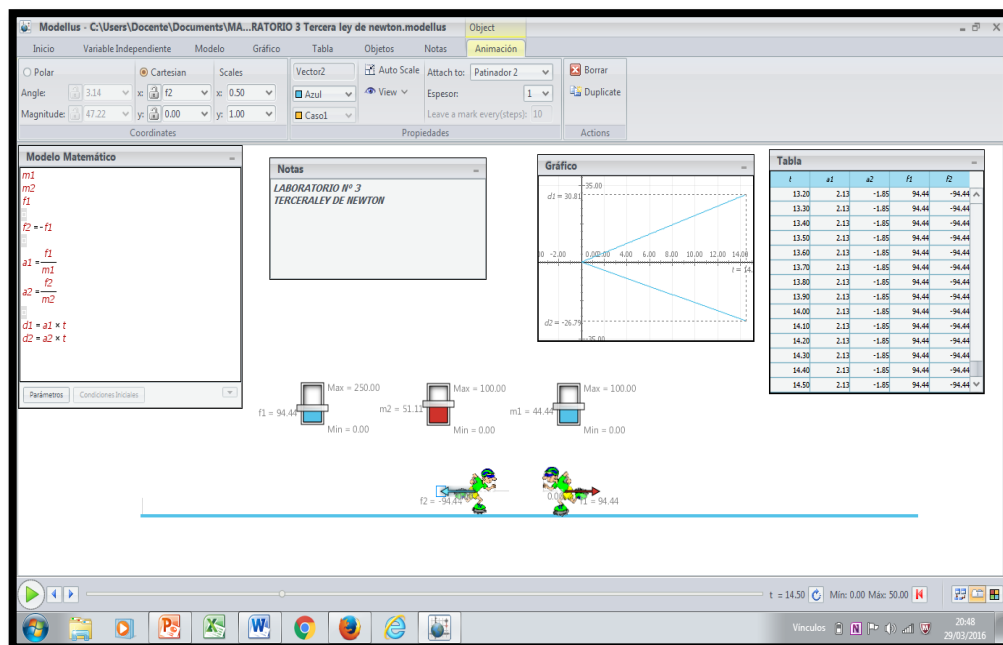 Modellus - C:\Users\Docente\Documents\MA...RATORIO 3 Tercera ley de newton.modellus
Object
Inicio Variable Independiente Modelo Gráfico Tabla Objetos Notas Animación
Polar Cartesian Scales
Angle: 3.14 x: f2 x: 0.50
Magnitude: 47.22 y: 0.00 y: 1.00
Coordinates
Vector2 Auto Scale Attach to: Patinador 2
Azul View Espesor: 1
Caso1 Leave a mark every(steps): 10
Propiedades
Borrar
Duplicate
Actions
Modelo Matemático
m1
m2
f1
f2 = -f1
a1 = f1
m1
a2 = f2
m2
d1 = a1 × t
d2 = a2 × t
Parámetros Condiciones Iniciales
Notas
LABORATORIO Nº 3
TERCERALEY DE NEWTON
Gráfico
35.00
d1 = 30.81
-2.00 0.00 2.00 4.00 6.00 8.00 10.00 12.00 14.00
t = 14.
d2 = -26.79
-35.00
Tabla
t a1 a2 f1 f2
13.20 2.13 -1.85 94.44 -94.44
13.30 2.13 -1.85 94.44 -94.44
13.40 2.13 -1.85 94.44 -94.44
13.50 2.13 -1.85 94.44 -94.44
13.60 2.13 -1.85 94.44 -94.44
13.70 2.13 -1.85 94.44 -94.44
13.80 2.13 -1.85 94.44 -94.44
13.90 2.13 -1.85 94.44 -94.44
14.00 2.13 -1.85 94.44 -94.44
14.10 2.13 -1.85 94.44 -94.44
14.20 2.13 -1.85 94.44 -94.44
14.30 2.13 -1.85 94.44 -94.44
14.40 2.13 -1.85 94.44 -94.44
14.50 2.13 -1.85 94.44 -94.44
Max = 250.00 Max = 100.00 Max = 100.00
f1 = 94.44 m2 = 51.11 m1 = 44.44
Min = 0.00 Min = 0.00 Min = 0.00
f2 = -94.44 f1 = 94.44
t = 14.50 Mín: 0.00 Máx: 50.00
Vínculos 20:48
29/03/2016